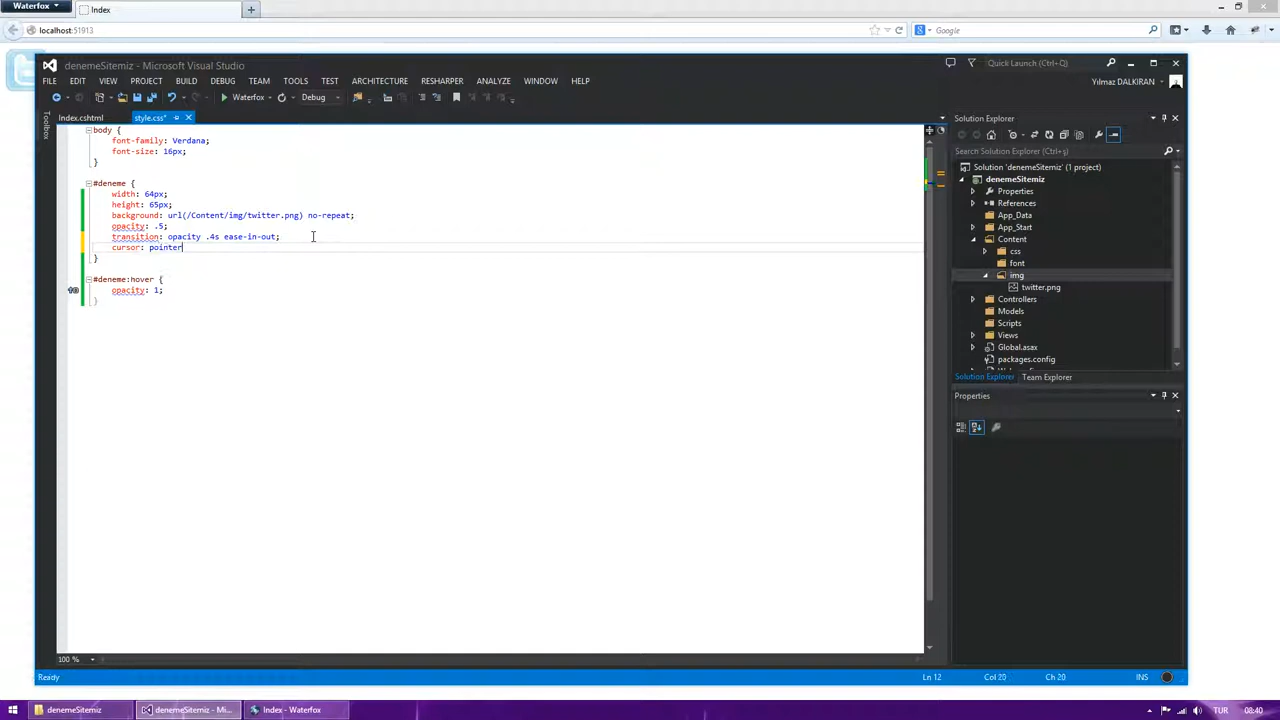 Waterfox
Index
localhost:51913
Google
denemeSitemiz - Microsoft Visual Studio
Quick Launch (Ctrl+Q)
FILE EDIT VIEW PROJECT BUILD DEBUG TEAM TOOLS TEST ARCHITECTURE RESHARPER ANALYZE WINDOW HELP
Yılmaz DALKIRAN
Waterfox Debug
Toolbox
Index.cshtml style.css*
body {
font-family: Verdana;
font-size: 16px;
}
#deneme {
width: 64px;
height: 65px;
background: url(/Content/img/twitter.png) no-repeat;
opacity: .5;
transition: opacity .4s ease-in-out;
cursor: pointer
}
#deneme:hover {
opacity: 1;
}
Solution Explorer
Search Solution Explorer (Ctrl+ş)
Solution 'denemeSitemiz' (1 project)
denemeSitemiz
Properties
References
App_Data
App_Start
Content
css
font
img
twitter.png
Controllers
Models
Scripts
Views
Global.asax
packages.config
Solution Explorer Team Explorer
Properties
100 %
Ready
Ln 12 Col 20 Ch 20 INS
denemeSitemiz
denemeSitemiz - Mi...
Index - Waterfox
TUR
08:40